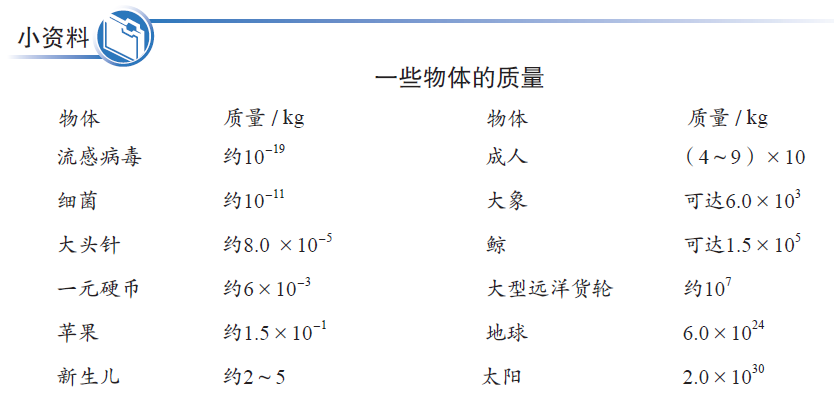 小资料
一些物体的质量
物体 质量 / kg 物体 质量 / kg
流感病毒 约10⁻¹⁹ 成人 (4~9)×10
细菌 约10⁻¹¹ 大象 可达6.0×10³
大头针 约8.0 ×10⁻⁵ 鲸 可达1.5×10⁵
一元硬币 约6×10⁻³ 大型远洋货轮 约10⁷
苹果 约1.5×10⁻¹ 地球 6.0×10²⁴
新生儿 约2~5 太阳 2.0×10³⁰